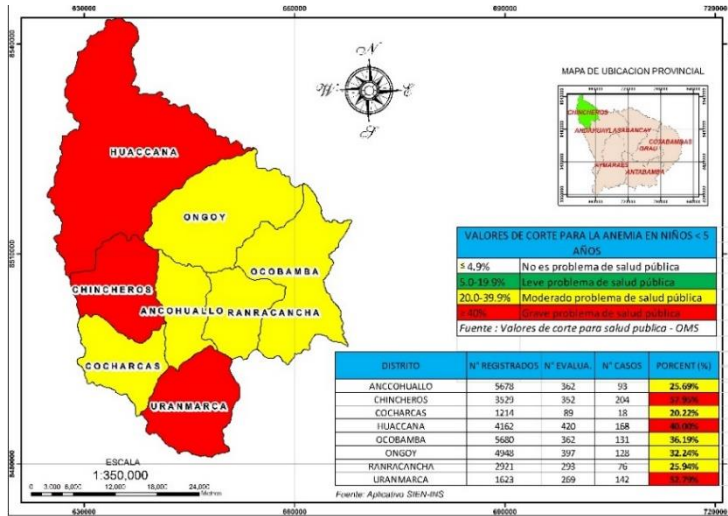 630000 660000 690000 720000
8540000
N
W E
S
MAPA DE UBICACION PROVINCIAL
CHINCHEROS
ANDAHUAYLAS ABANCAY
COTABAMBAS
GRAU
AYMARAES
ANTABAMBA
HUACCANA
ONGOY
8510000
OCOBAMBA
CHINCHEROS
ANCOHUALLO RANRACANCHA
COCHARCAS
URANMARCA
VALORES DE CORTE PARA LA ANEMIA EN NIÑOS < 5
AÑOS
≤ 4.9% No es problema de salud pública
5.0-19.9% Leve problema de salud pública
20.0-39.9% Moderado problema de salud pública
≥ 40% Grave problema de salud pública
Fuente : Valores de corte para salud publica - OMS
DISTRITO N° REGISTRADOS N° EVALUA. N° CASOS PORCENT (%)
ANCCOHUALLO 5678 362 93 25.69%
CHINCHEROS 3529 352 204 57.95%
COCHARCAS 1214 89 18 20.22%
HUACCANA 4162 420 168 40.00%
OCOBAMBA 5680 362 131 36.19%
ONGOY 4948 397 128 32.24%
RANRACANCHA 2921 293 76 25.94%
URANMARCA 1623 269 142 52.79%
Fuente: Aplicativo SIEN-INS
8480000
ESCALA
1:350,000
0 3,000 6,000 12,000 18,000 24,000
Metros
630000 660000 690000 720000